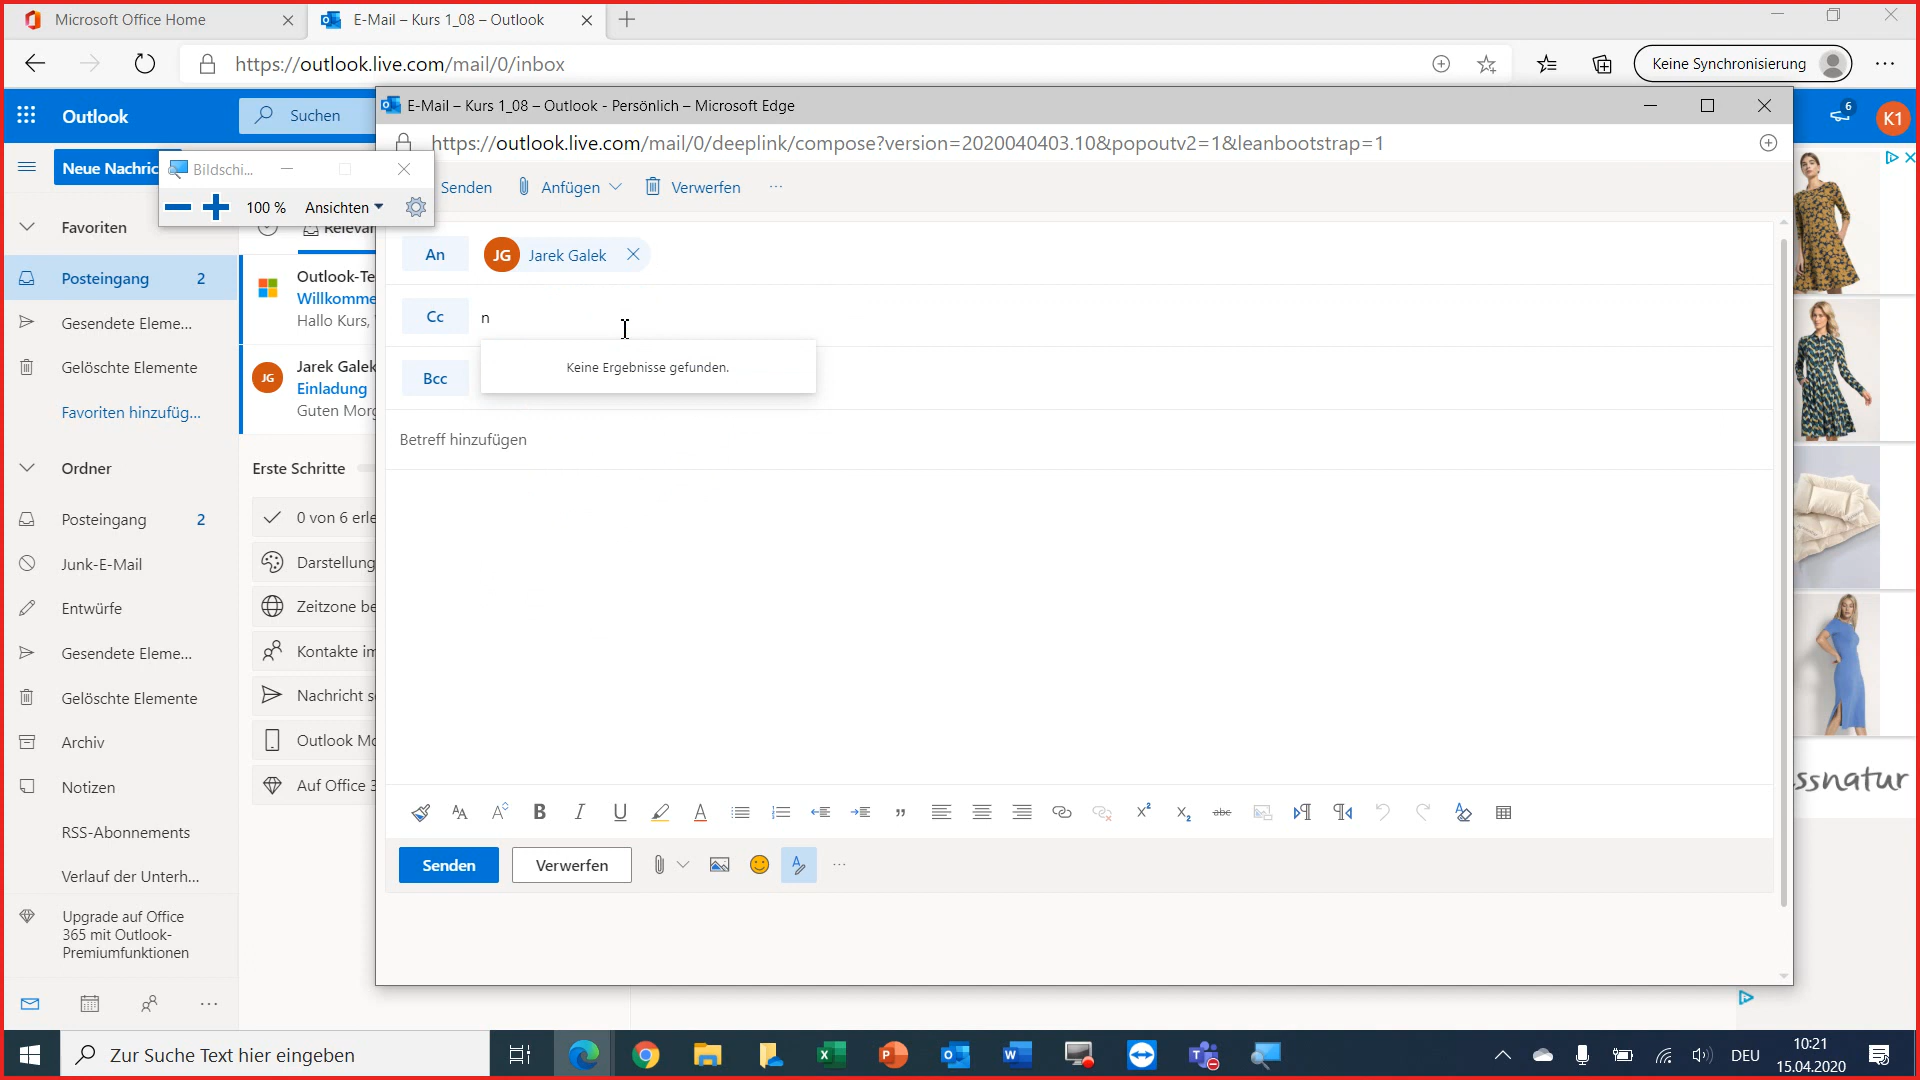 Microsoft Office Home
E-Mail – Kurs 1_08 – Outlook
https://outlook.live.com/mail/0/inbox
Keine Synchronisierung
Outlook
Suchen
6
K1
E-Mail – Kurs 1_08 – Outlook - Persönlich – Microsoft Edge
https://outlook.live.com/mail/0/deeplink/compose?version=2020040403.10&popoutv2=1&leanbootstrap=1
Neue Nachric
Bildschi...
100 %
Ansichten
Senden
Anfügen
Verwerfen
Favoriten
Relevan
Posteingang 2
Gesendete Eleme...
Gelöschte Elemente
Favoriten hinzufüg...
Ordner
Posteingang 2
Junk-E-Mail
Entwürfe
Gesendete Eleme...
Gelöschte Elemente
Archiv
Notizen
RSS-Abonnements
Verlauf der Unterh...
Upgrade auf Office
365 mit Outlook-
Premiumfunktionen
Outlook-Te
Willkomme
Hallo Kurs,
JG
Jarek Galek
Einladung
Guten Morg
Erste Schritte
0 von 6 erle
Darstellung
Zeitzone be
Kontakte im
Nachricht s
Outlook Mo
Auf Office 3
An
JG
Jarek Galek
Cc
n
Keine Ergebnisse gefunden.
Bcc
Betreff hinzufügen
Senden
Verwerfen
ssnatur
Zur Suche Text hier eingeben
DEU
10:21
15.04.2020